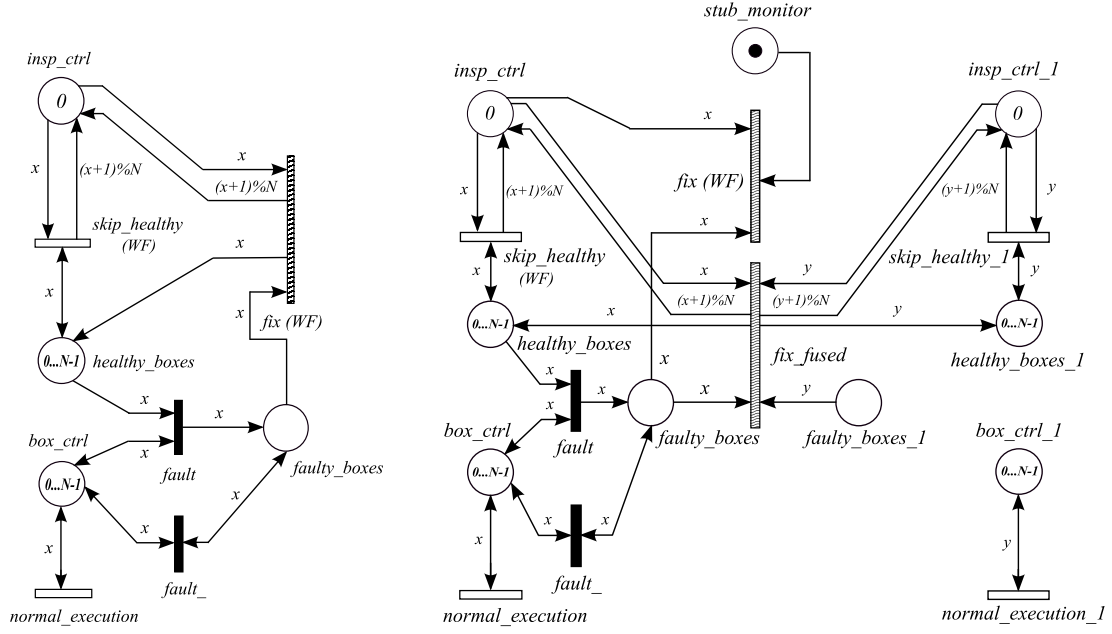 insp_ctrl
0
x
(x+1)%N
x
(x+1)%N
skip_healthy
(WF)
x
x
x
fix (WF)
0...N-1
healthy_boxes
x
x
x
box_ctrl
fault
faulty_boxes
0...N-1
x
x
x
fault_
normal_execution
stub_monitor
insp_ctrl
0
x
(x+1)%N
x
fix (WF)
x
skip_healthy
(WF)
x
x
(x+1)%N
y
(y+1)%N
insp_ctrl_1
0
(y+1)%N
y
skip_healthy_1
y
0...N-1
healthy_boxes
x
y
0...N-1
healthy_boxes_1
fix_fused
x
x
x
x
x
y
box_ctrl
fault
faulty_boxes
faulty_boxes_1
box_ctrl_1
0...N-1
0...N-1
x
x
x
y
fault_
normal_execution
normal_execution_1